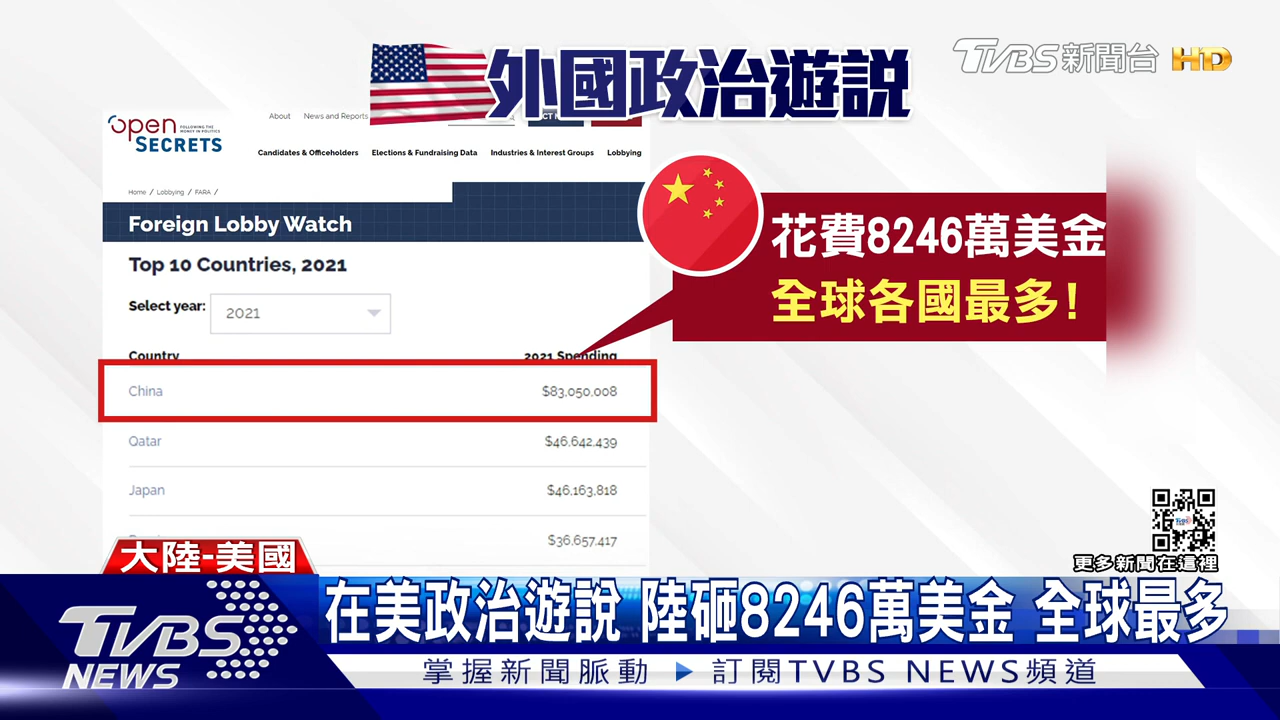 外國政治遊説
TVBS新聞台 HD
open SECRETS
FOLLOWING THE MONEY IN POLITICS
About
News and Reports
Candidates & Officeholders
Elections & Fundraising Data
Industries & Interest Groups
Lobbying
Home / Lobbying / FARA /
Foreign Lobby Watch
Top 10 Countries, 2021
Select year: 2021
Country 2021 Spending
China $83,050,008
Qatar $46,642,439
Japan $46,163,818
$36,657,417
花費8246萬美金
全球各國最多!
更多新聞在這裡
大陸-美國
在美政治遊說 陸砸8246萬美金 全球最多
TVBS NEWS
掌握新聞脈動 ▶ 訂閱TVBS NEWS頻道